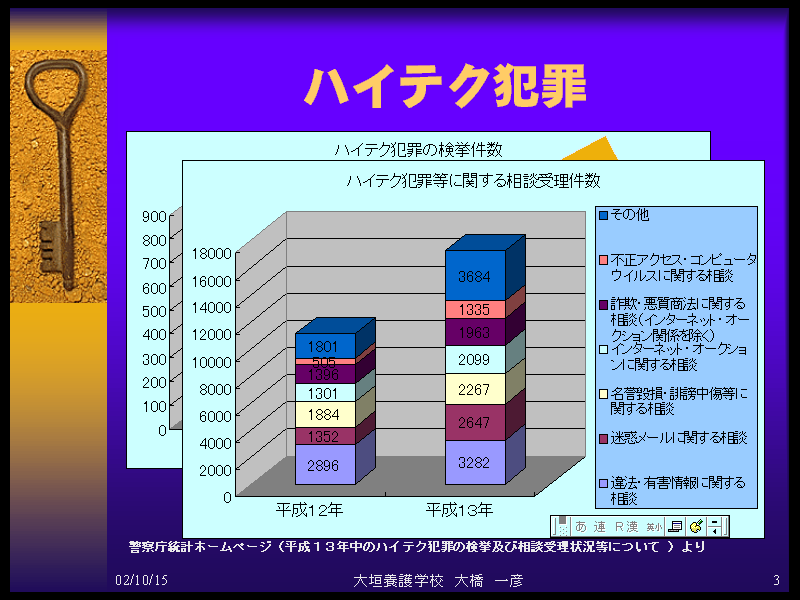 ハイテク犯罪
ハイテク犯罪の検挙件数
ハイテク犯罪等に関する相談受理件数
900
800
700
600
500
400
300
200
100
0
18000
16000
14000
12000
10000
8000
6000
4000
2000
0
1801
505
1396
1301
1884
1352
2896
平成12年
3684
1335
1963
2099
2267
2647
3282
平成13年
その他
不正アクセス・コンピュータ
ウイルスに関する相談
詐欺・悪質商法に関する
相談(インターネット・オー
クション関係を除く)
インターネット・オークショ
ンに関する相談
名誉毀損・誹謗中傷等に
関する相談
迷惑メールに関する相談
違法・有害情報に関する
相談
あ 連 R漢 英小
警察庁統計ホームページ（平成１３年中のハイテク犯罪の検挙及び相談受理状況等について ）より
02/10/15
大垣養護学校 大橋 一彦
3